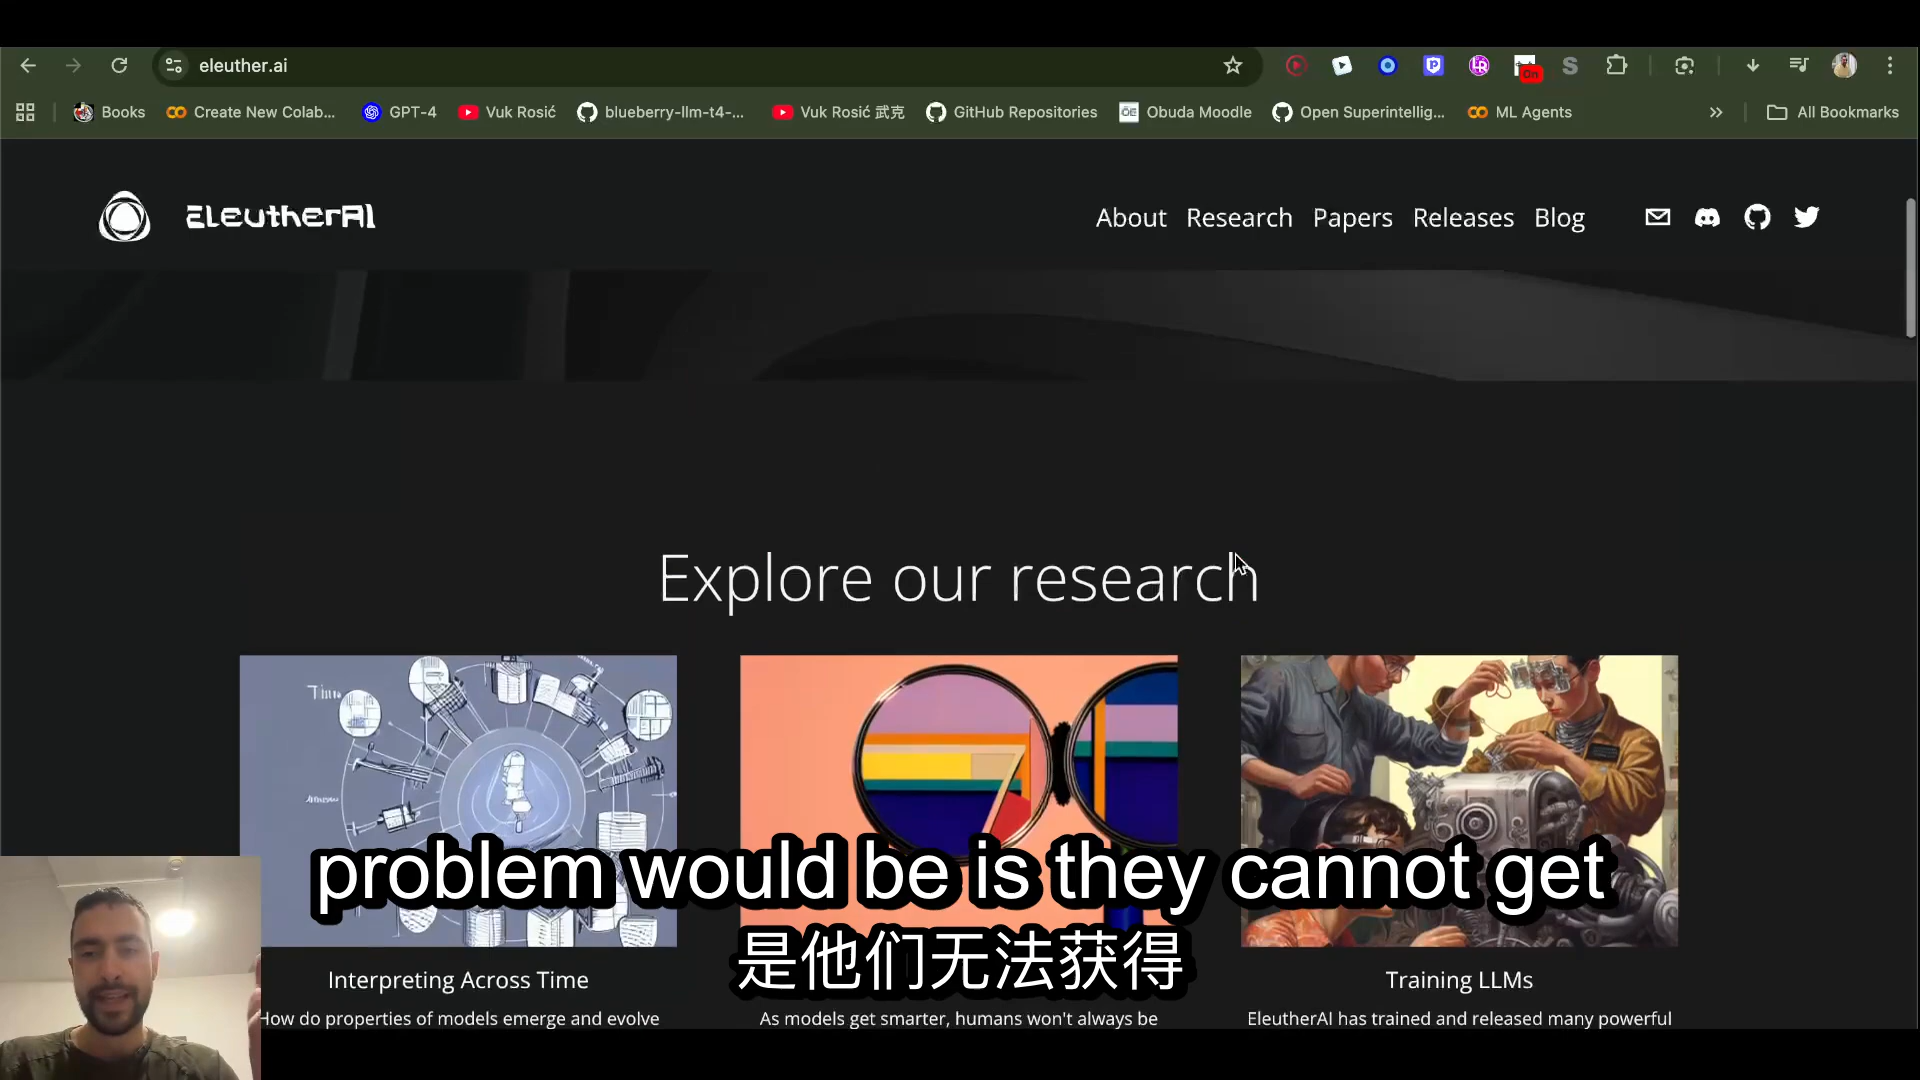 eleuther.ai
On
Books
Create New Colab...
GPT-4
Vuk Rosić
blueberry-llm-t4-...
Vuk Rosić 武克
GitHub Repositories
Obuda Moodle
Open Superintellig...
ML Agents
All Bookmarks
EleutherAI
About Research Papers Releases Blog
Explore our research
problem would be is they cannot get
是他们无法获得
Interpreting Across Time
Training LLMs
How do properties of models emerge and evolve
As models get smarter, humans won't always be
EleutherAI has trained and released many powerful